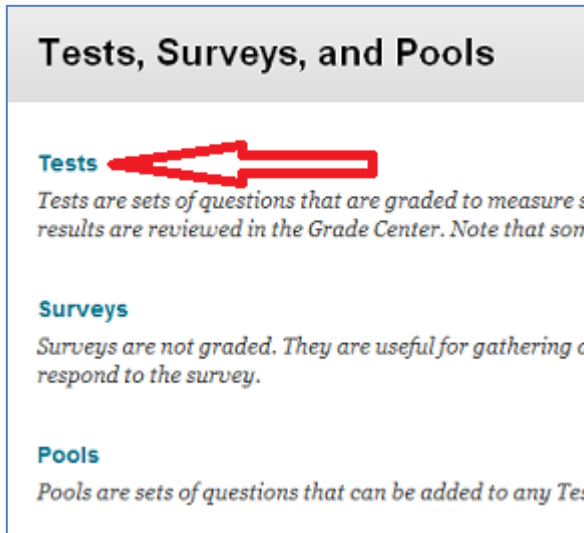 Tests, Surveys, and Pools
Tests
Tests are sets of questions that are graded to measure
results are reviewed in the Grade Center. Note that
Surveys
Surveys are not graded. They are useful for gathering
respond to the survey.
Pools
Pools are sets of questions that can be added to any